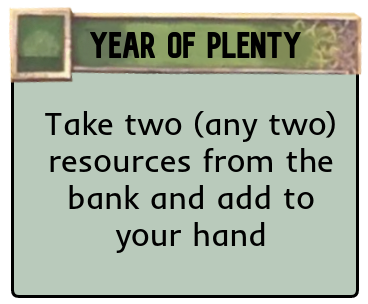 YEAR OF PLENTY
Take two (any two)
resources from the
bank and add to
your hand